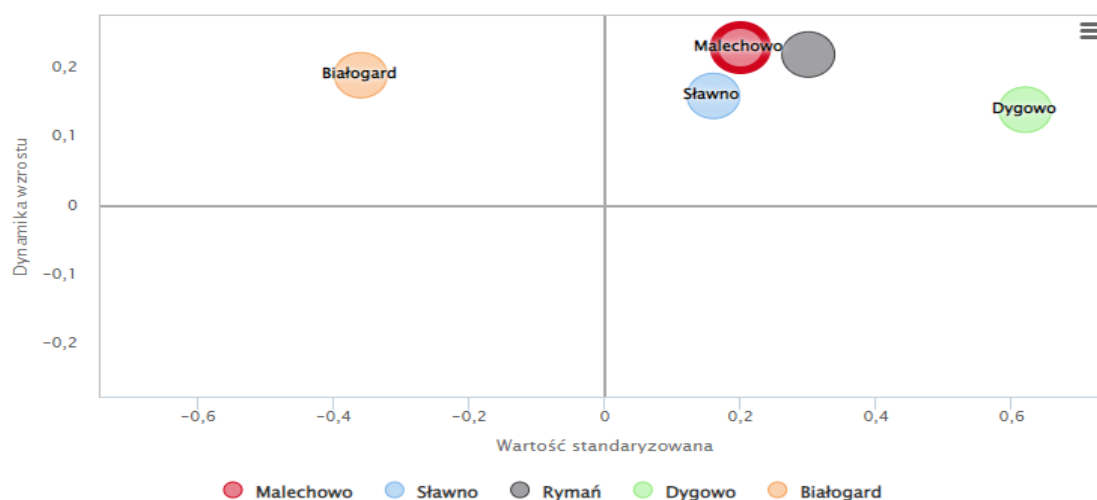 0,2
0,1
0
−0,1
−0,2
Dynamika wzrostu
Białogard
Malechowo
Sławno
Dygowo
−0,6 −0,4 −0,2 0 0,2 0,4 0,6
Wartość standaryzowana
Malechowo Sławno Rymań Dygowo Białogard